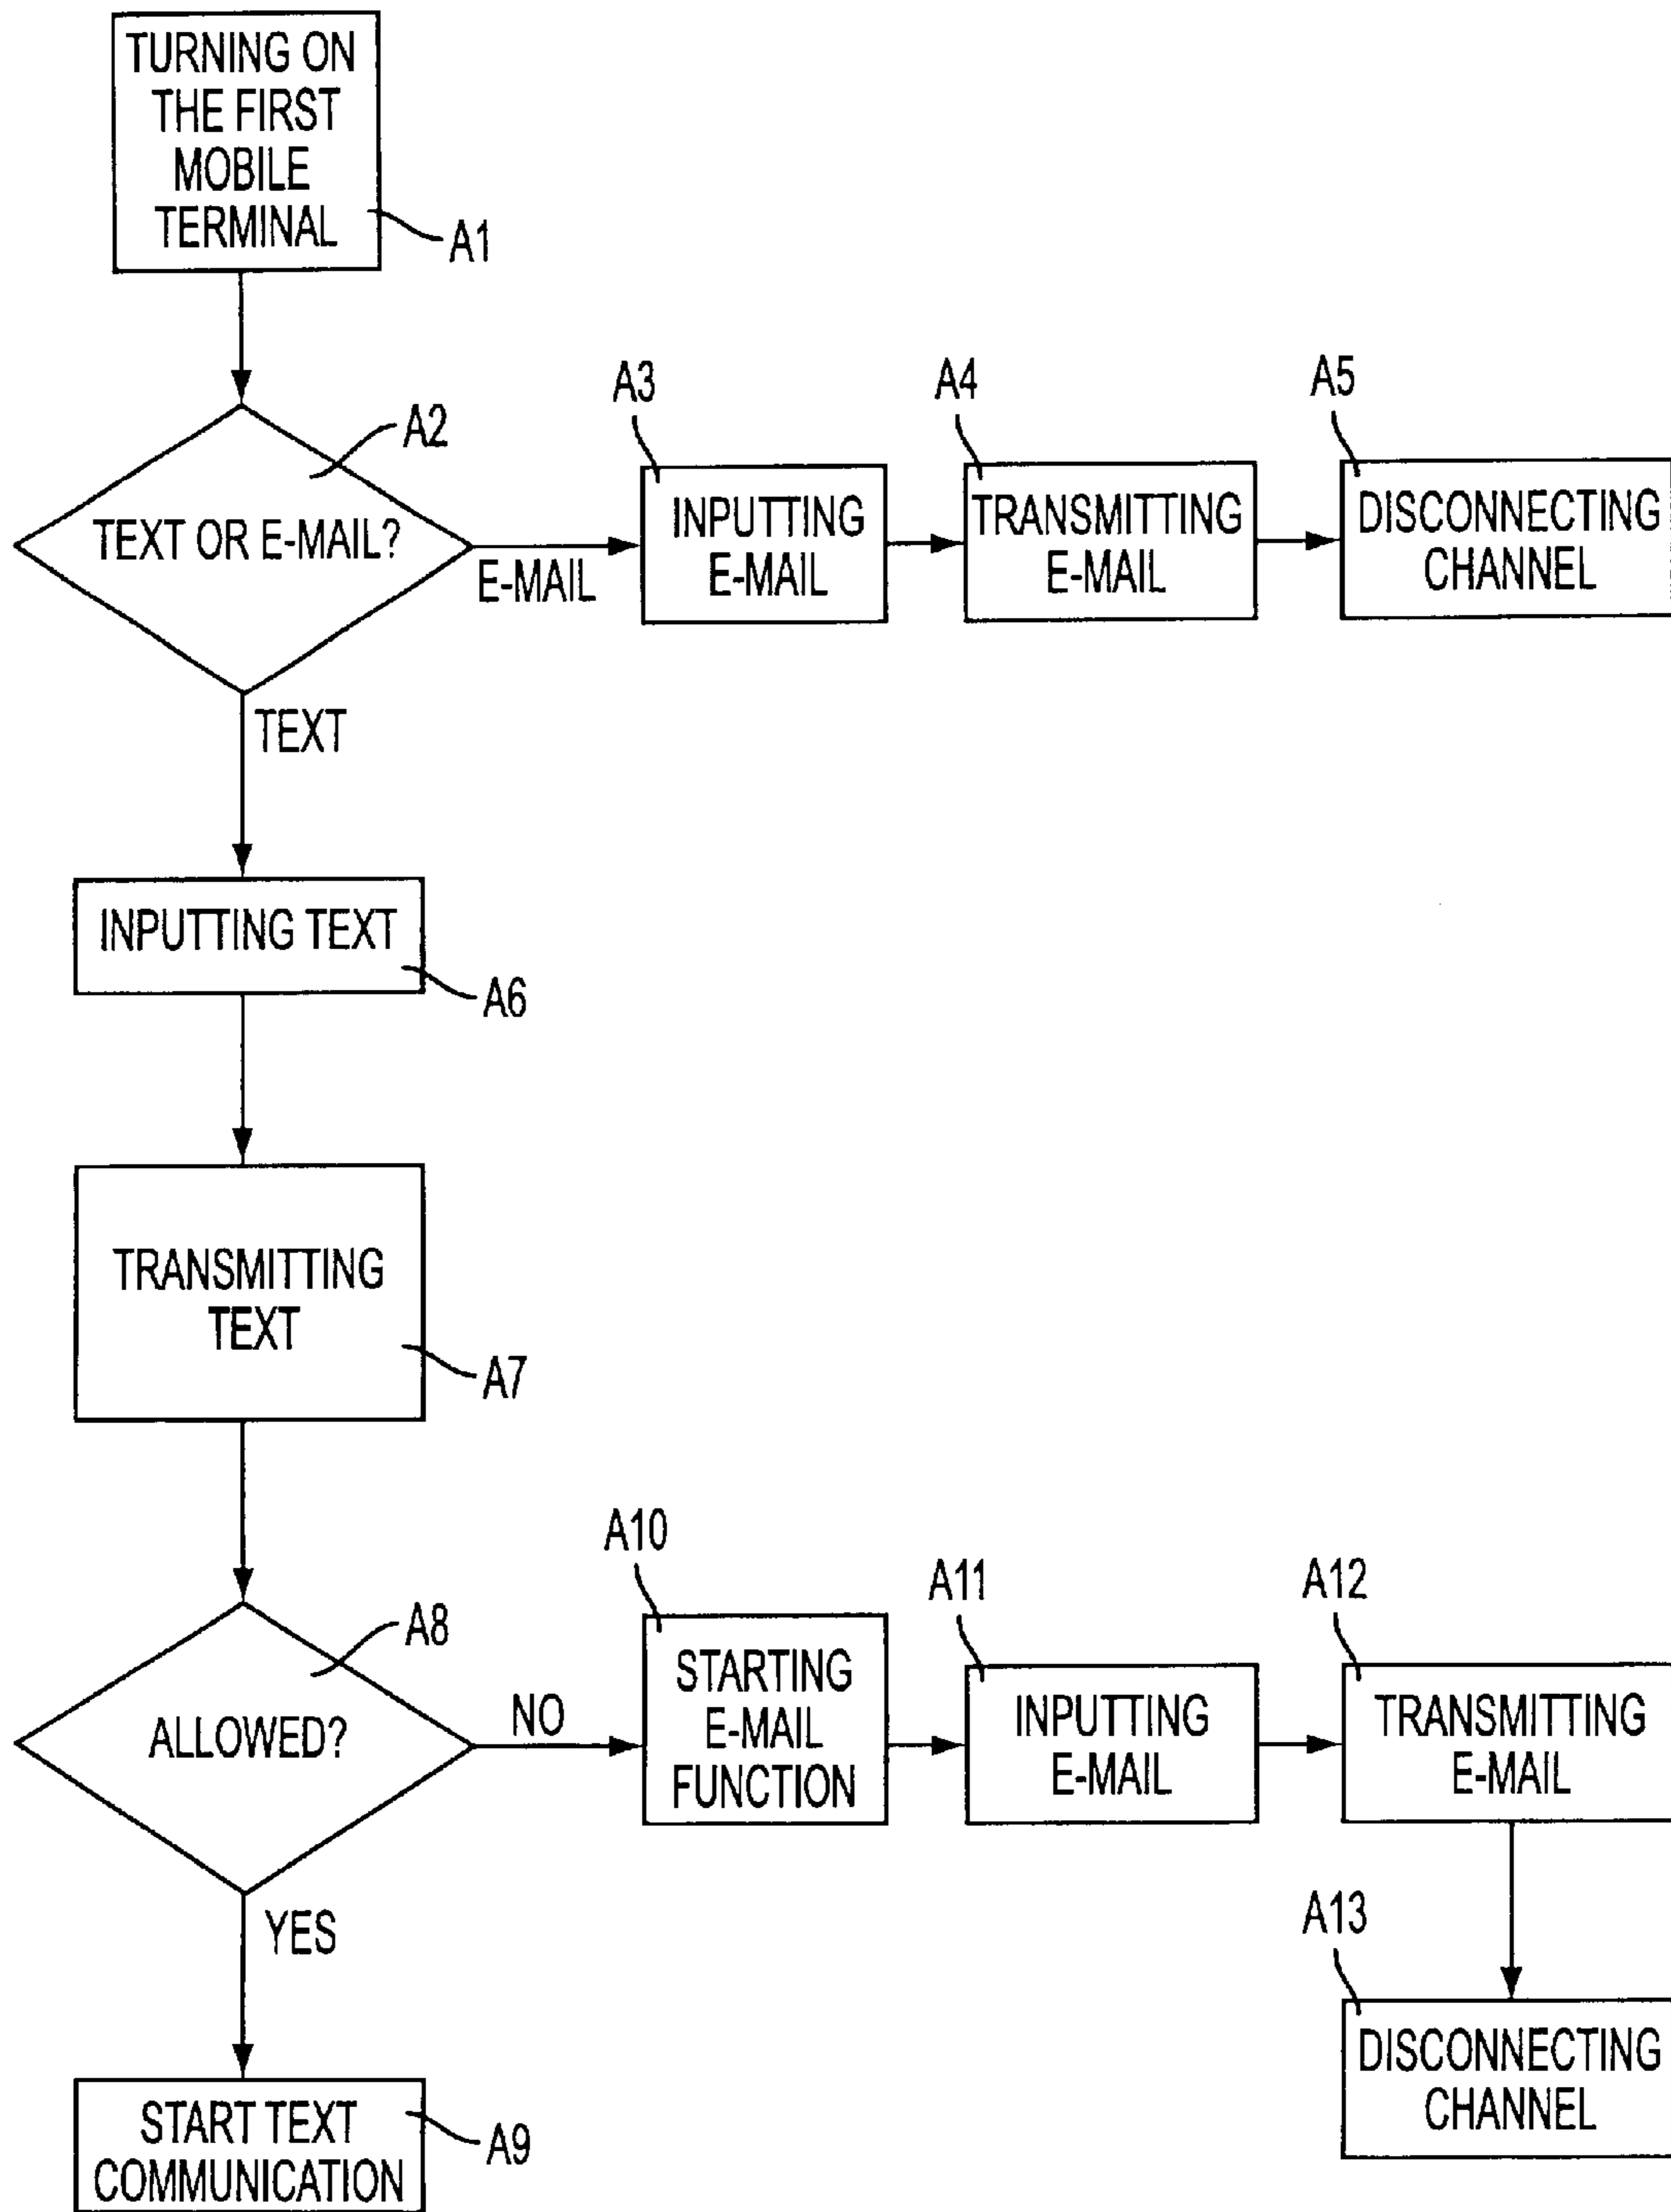 TURNING ON
THE FIRST
MOBILE
TERMINAL
A1
A2
TEXT OR E-MAIL?
E-MAIL
TEXT
A3
INPUTTING
E-MAIL
A4
TRANSMITTING
E-MAIL
A5
DISCONNECTING
CHANNEL
INPUTTING TEXT
A6
TRANSMITTING
TEXT
A7
A8
ALLOWED?
NO
YES
A10
STARTING
E-MAIL
FUNCTION
A11
INPUTTING
E-MAIL
A12
TRANSMITTING
E-MAIL
A13
DISCONNECTING
CHANNEL
START TEXT
COMMUNICATION
A9